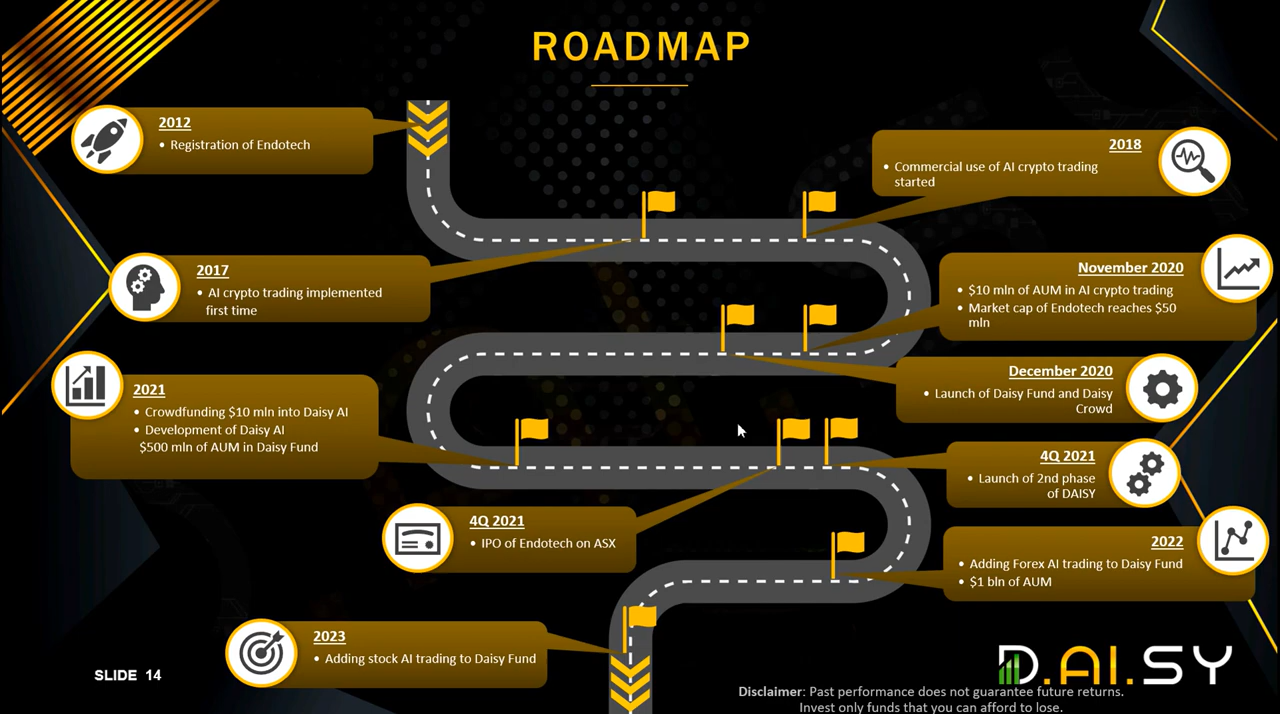 ROADMAP
2012
• Registration of Endotech
2018
• Commercial use of AI crypto trading
started
2017
• AI crypto trading implemented
first time
November 2020
• $10 mln of AUM in AI crypto trading
• Market cap of Endotech reaches $50
mln
December 2020
• Launch of Daisy Fund and Daisy
Crowd
2021
• Crowdfunding $10 mln into Daisy AI
• Development of Daisy AI
$500 mln of AUM in Daisy Fund
4Q 2021
• Launch of 2nd phase
of DAISY
4Q 2021
• IPO of Endotech on ASX
2022
• Adding Forex AI trading to Daisy Fund
• $1 bln of AUM
2023
• Adding stock AI trading to Daisy Fund
SLIDE 14
D.AI.SY
Disclaimer: Past performance does not guarantee future returns.
Invest only funds that you can afford to lose.